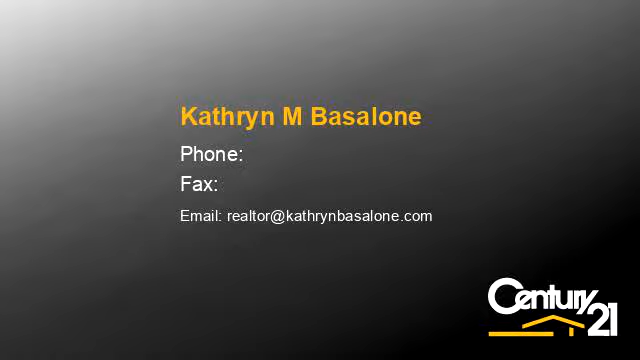 Kathryn M Basalone
Phone:
Fax:
Email: realtor@kathrynbasalone.com
Century
21